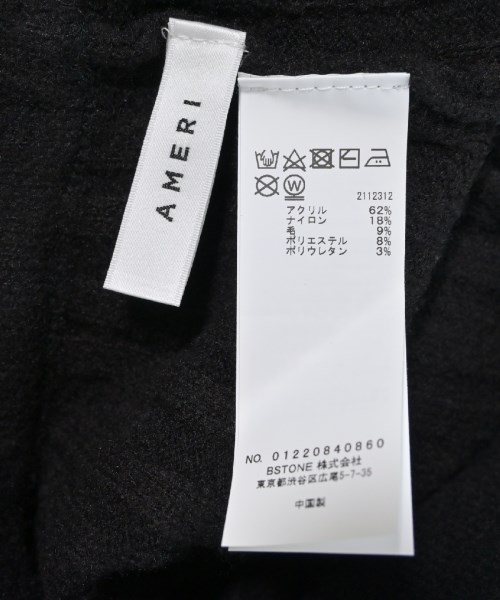 AMERI
2112312
アクリル 62%
ナイロン 18%
毛 9%
ポリエステル 8%
ポリウレタン 3%
NO. 01220840860
BSTONE 株式会社
東京都渋谷区広尾5-7-35
中国製